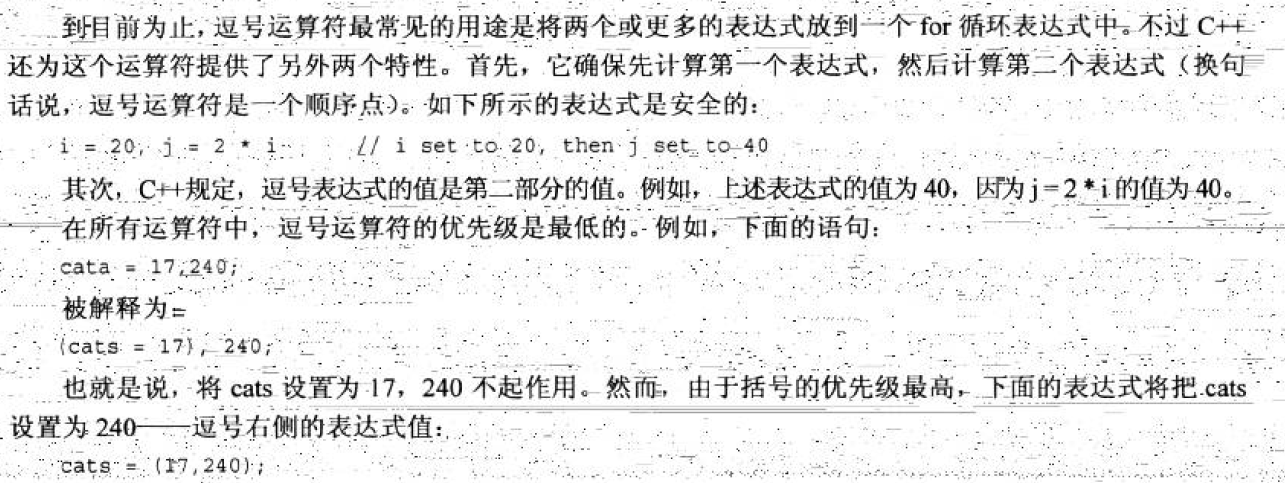 到目前为止，逗号运算符最常见的用途是将两个或更多的表达式放到一个 for 循环表达式中。不过 C++
还为这个运算符提供了另外两个特性。首先，它确保先计算第一个表达式，然后计算第二个表达式（换句
话说，逗号运算符是一个顺序点）。如下所示的表达式是安全的：
i = 20, j = 2 * i // i set to 20, then j set to 40
其次，C++规定，逗号表达式的值是第二部分的值。例如，上述表达式的值为 40，因为 j = 2 * i 的值为 40。
在所有运算符中，逗号运算符的优先级是最低的。例如，下面的语句：
cata = 17,240;
被解释为：
(cats = 17), 240;
也就是说，将 cats 设置为 17，240 不起作用。然而，由于括号的优先级最高，下面的表达式将把 cats
设置为 240——逗号右侧的表达式值：
cats = (17,240);